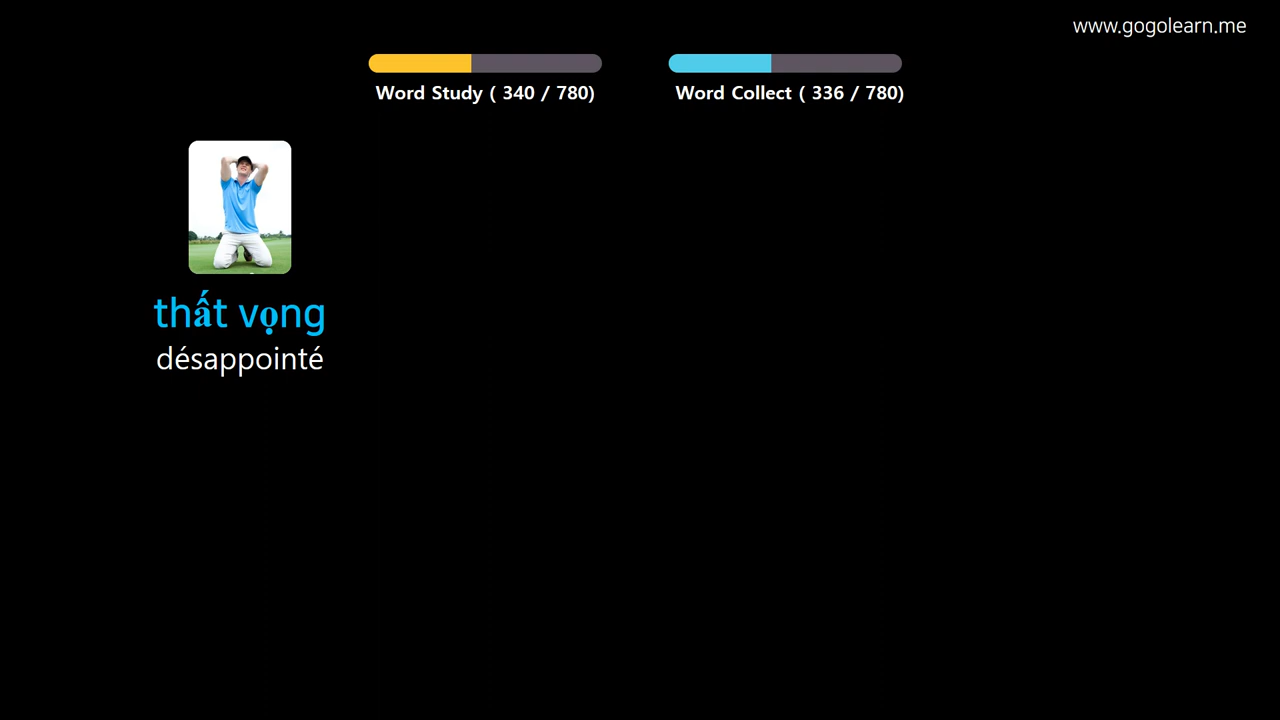 www.gogolearn.me
Word Study ( 340 / 780)
Word Collect ( 336 / 780)
thất vọng
désappointé